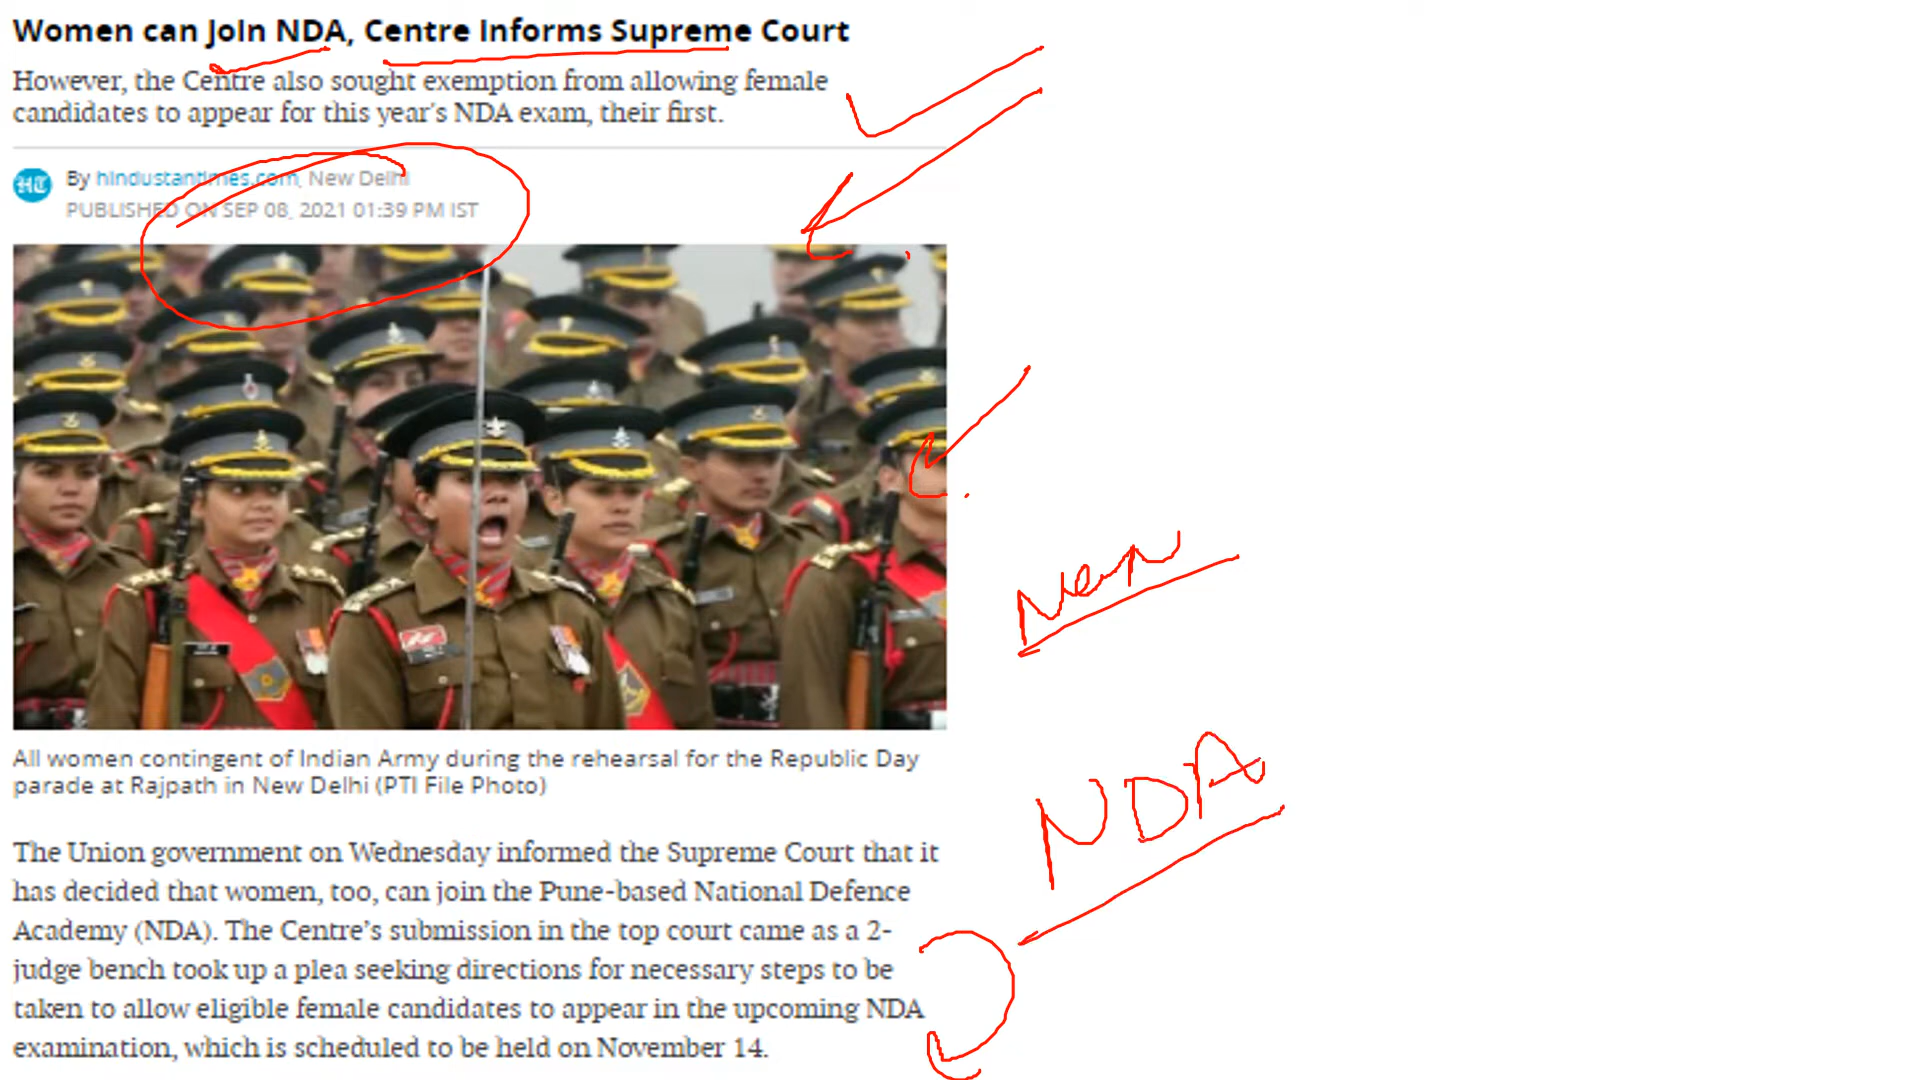 Women can Join NDA, Centre Informs Supreme Court
However, the Centre also sought exemption from allowing female
candidates to appear for this year's NDA exam, their first.
HT
By hindustantimes.com, New Delhi
PUBLISHED ON SEP 08, 2021 01:39 PM IST
All women contingent of Indian Army during the rehearsal for the Republic Day
parade at Rajpath in New Delhi (PTI File Photo)
NDA
The Union government on Wednesday informed the Supreme Court that it
has decided that women, too, can join the Pune-based National Defence
Academy (NDA). The Centre’s submission in the top court came as a 2-
judge bench took up a plea seeking directions for necessary steps to be
taken to allow eligible female candidates to appear in the upcoming NDA
examination, which is scheduled to be held on November 14.